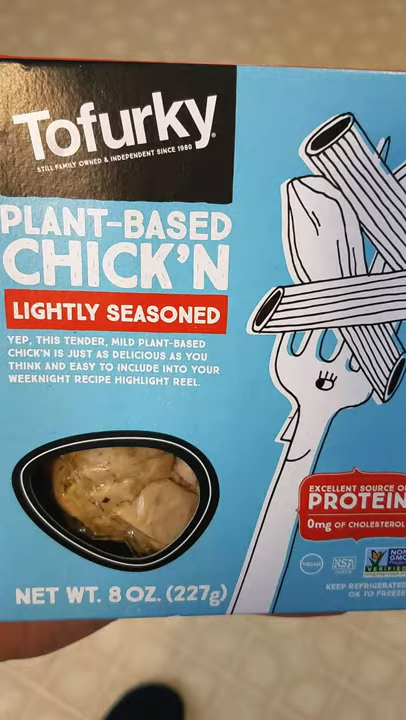 Tofurky®
STILL FAMILY OWNED & INDEPENDENT SINCE 1980
PLANT-BASED
CHICK'N
LIGHTLY SEASONED
YEP, THIS TENDER, MILD PLANT-BASED
CHICK'N IS JUST AS DELICIOUS AS YOU
THINK AND EASY TO INCLUDE INTO YOUR
WEEKNIGHT RECIPE HIGHLIGHT REEL.
EXCELLENT SOURCE OF
PROTEIN
0mg OF CHOLESTEROL
VEGAN
NON
GMO
VERIFIED
NET WT. 8 OZ. (227g)
KEEP REFRIGERATED
OK TO FREEZE